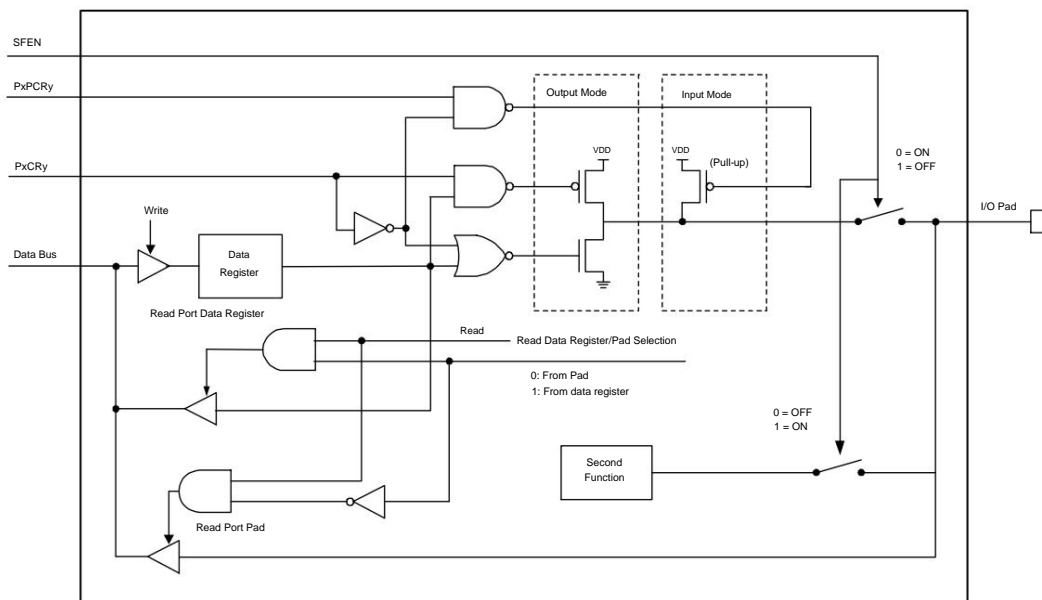 SFEN
PxPCRy
Output Mode
Input Mode
VDD
VDD
(Pull-up)
0 = ON
1 = OFF
PxCRy
I/O Pad
Write
Data Bus
Data
Register
Read Port Data Register
Read
Read Data Register/Pad Selection
0: From Pad
1: From data register
0 = OFF
1 = ON
Second
Function
Read Port Pad